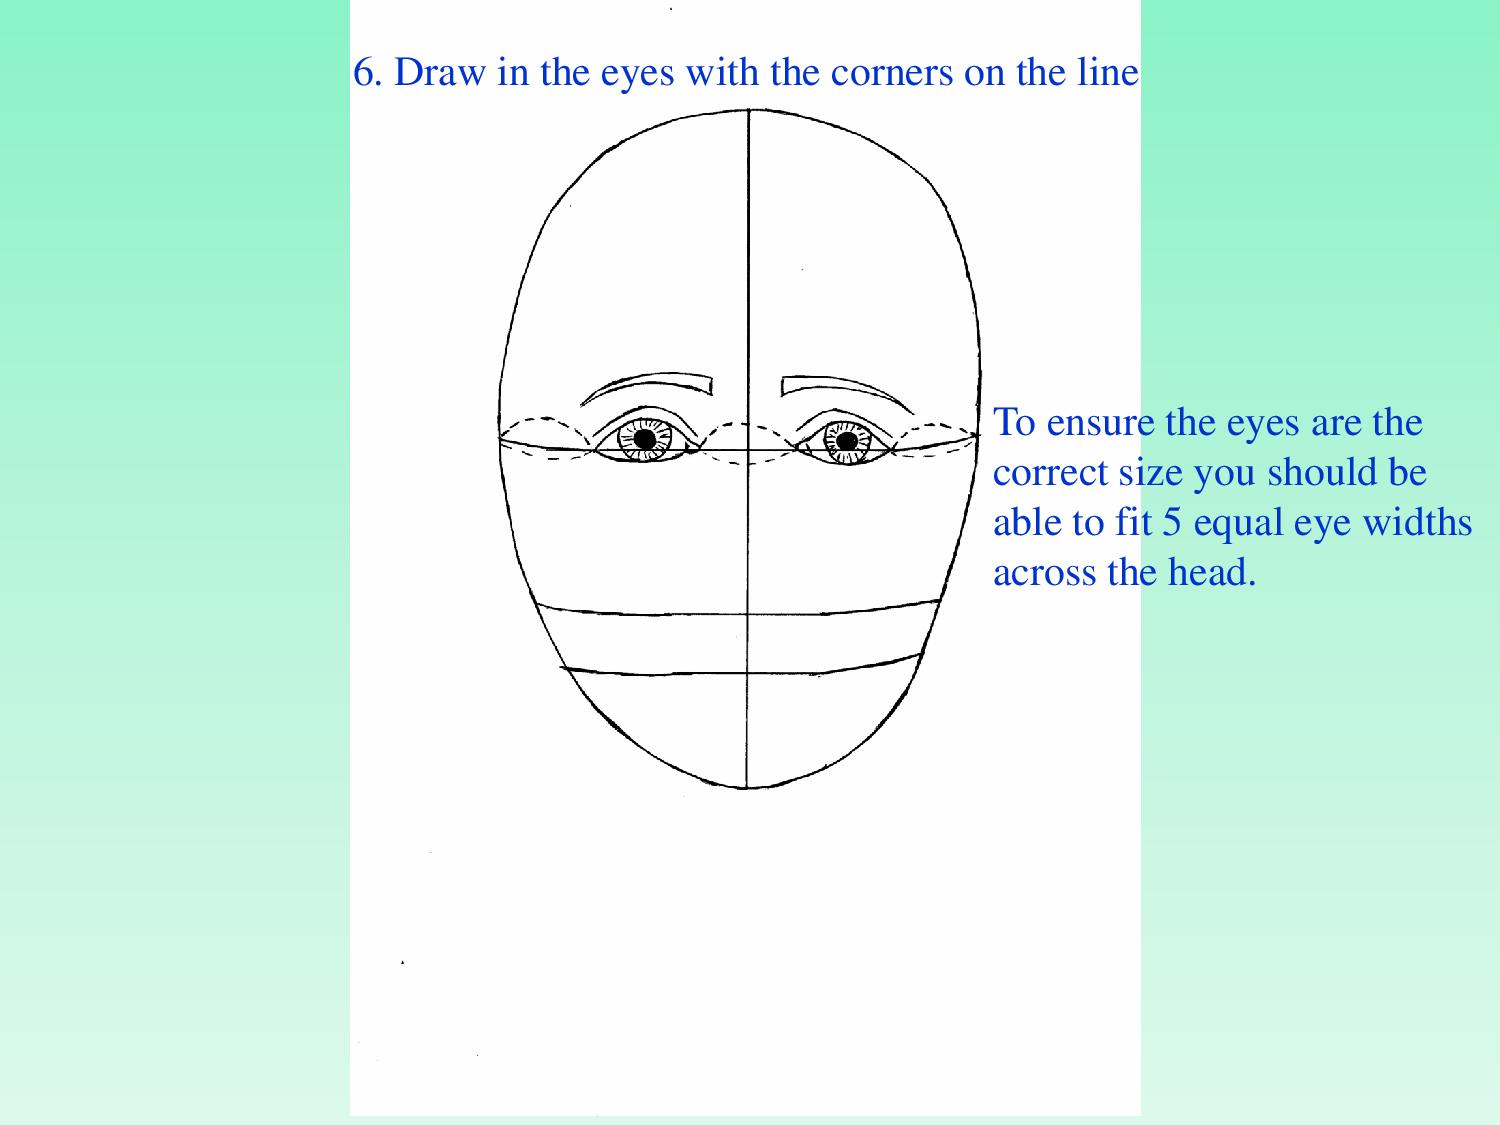 6. Draw in the eyes with the corners on the line
To ensure the eyes are the
correct size you should be
able to fit 5 equal eye widths
across the head.